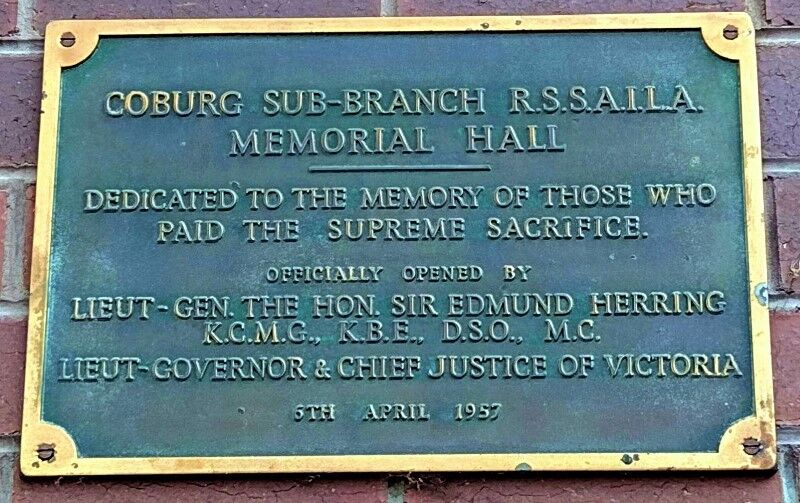 COBURG SUB-BRANCH R.S.S.A.I.L.A.
MEMORIAL HALL
DEDICATED TO THE MEMORY OF THOSE WHO
PAID THE SUPREME SACRIFICE.
OFFICIALLY OPENED BY
LIEUT-GEN. THE HON. SIR EDMUND HERRING
K.C.M.G., K.B.E., D.S.O., M.C.
LIEUT-GOVERNOR & CHIEF JUSTICE OF VICTORIA
6TH APRIL 1957